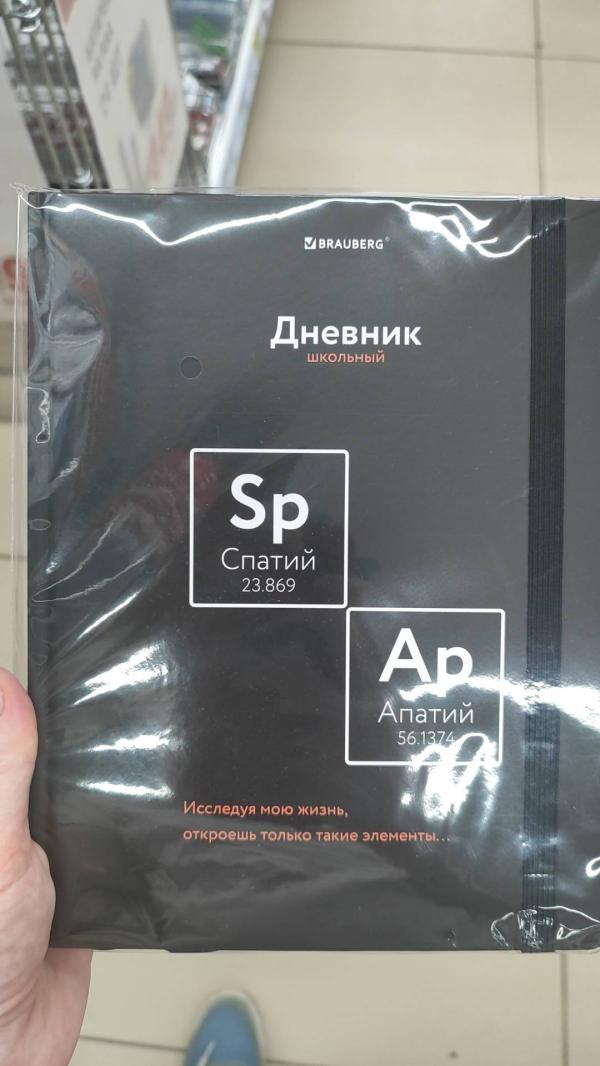 BRAUBERG®
Дневник
школьный
Sp
Спатий
23.869
Ap
Апатий
56.1374
Исследуя мою жизнь,
откроешь только такие элементы...